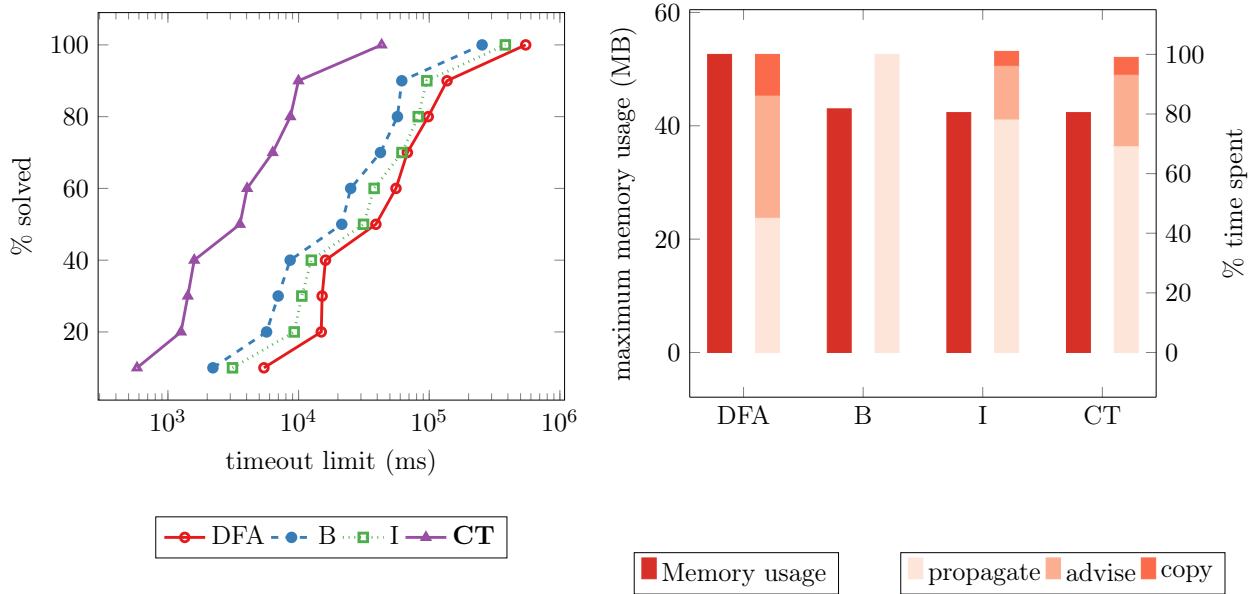 % solved
100
80
60
40
20
10³ 10⁴ 10⁵ 10⁶
timeout limit (ms)
DFA B I CT
maximum memory usage (MB)
60
40
20
0
DFA B I CT
100
80
60
40
20
0
% time spent
Memory usage
propagate advise copy